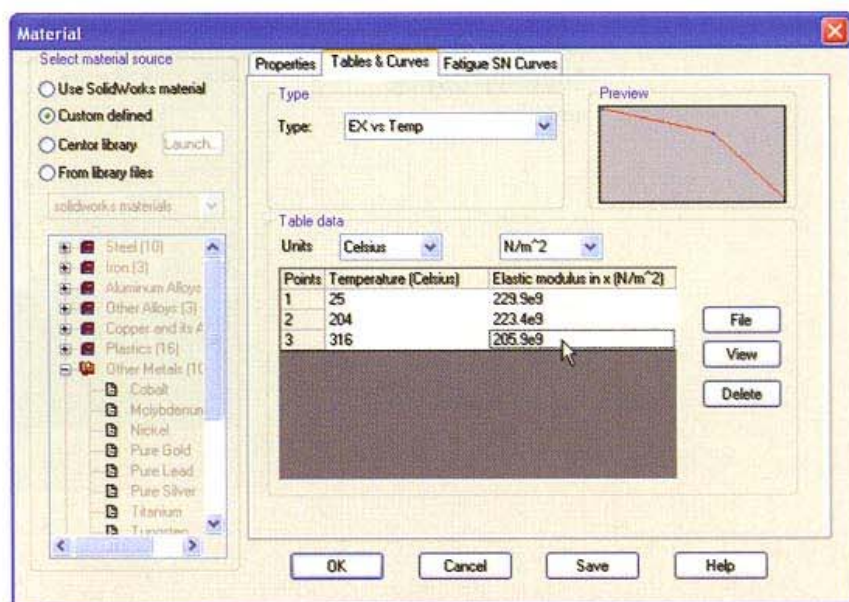 Material
Select material source
Use SolidWorks material
Custom defined
Centor library
Launch..
From library files
solidworks materials
Steel (10)
Iron (3)
Aluminum Alloys
Other Alloys (3)
Copper and its A
Plastics (16)
Other Metals (10
Cobalt
Molybdenum
Nickel
Pure Gold
Pure Lead
Pure Silver
Titanium
Tungsten
Properties
Tables & Curves
Fatigue SN Curves
Type
Type:
EX vs Temp
Preview
Table data
Units
Celsius
N/m^2
Points Temperature (Celsius) Elastic modulus in x (N/m^2)
1 25 229.9e9
2 204 223.4e9
3 316 205.9e9
File
View
Delete
OK
Cancel
Save
Help